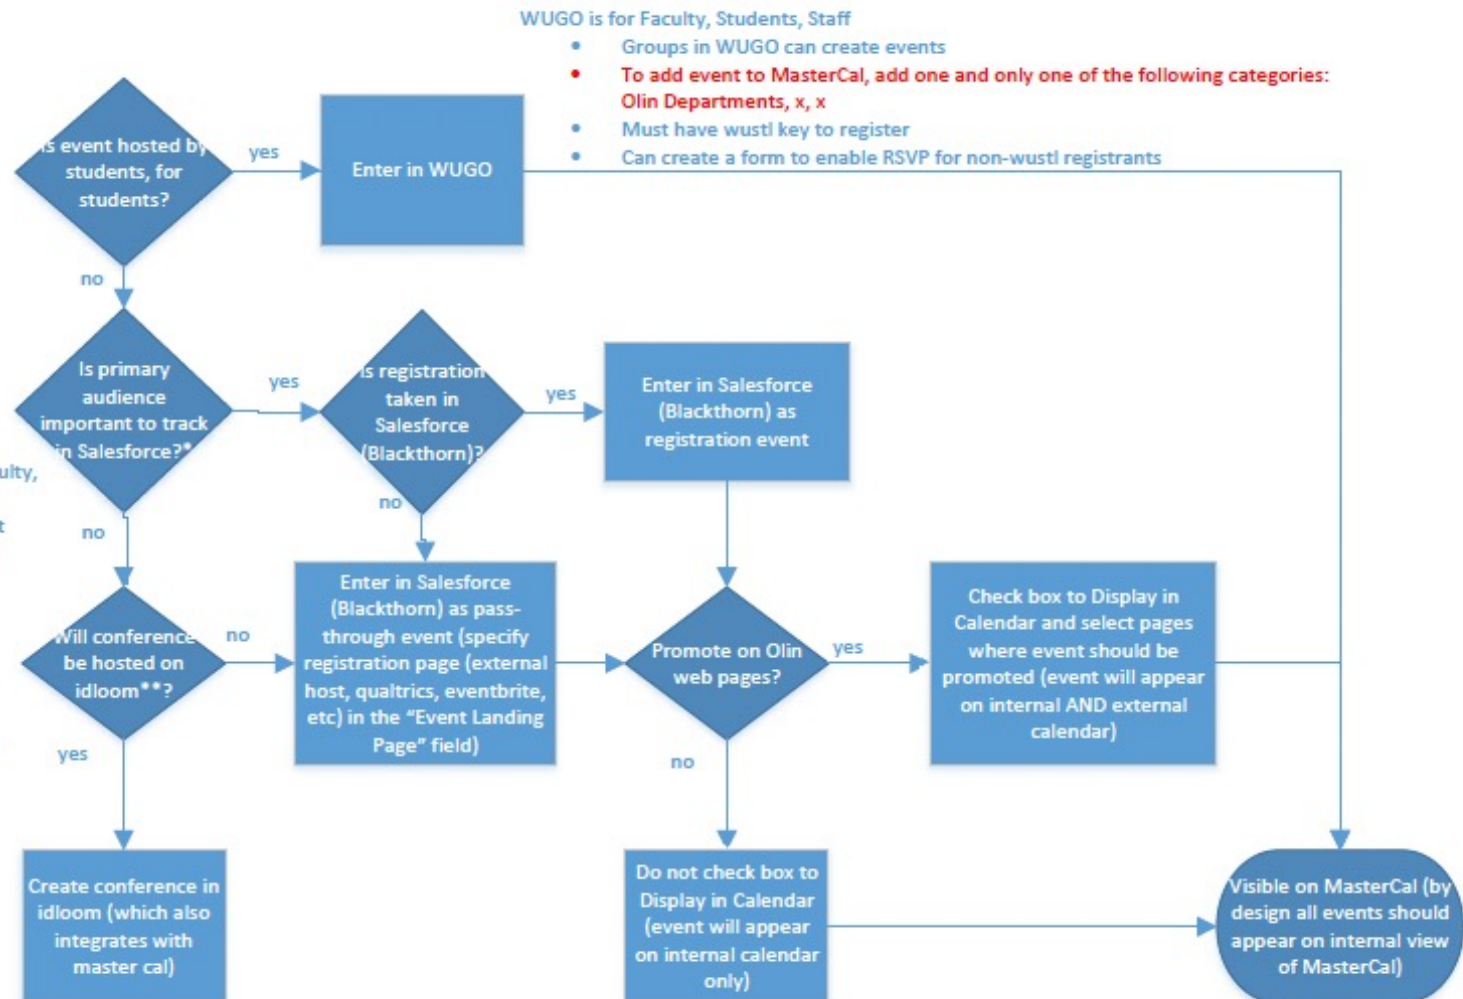 WUGO is for Faculty, Students, Staff
• Groups in WUGO can create events
• To add event to MasterCal, add one and only one of the following categories:
Olin Departments, x, x
• Must have wustl key to register
• Can create a form to enable RSVP for non-wustl registrants
Is event hosted by
students, for
students?
yes
Enter in WUGO
no
Is primary
audience
important to track
in Salesforce?*
yes
Is registration
taken in
Salesforce
(Blackthorn)?
yes
Enter in Salesforce
(Blackthorn) as
registration event
ulty,
t
no
no
Will conference
be hosted on
idloom**?
no
Enter in Salesforce
(Blackthorn) as pass-
through event (specify
registration page (external
host, qualtrics, eventbrite,
etc) in the “Event Landing
Page” field)
Promote on Olin
web pages?
yes
Check box to Display in
Calendar and select pages
where event should be
promoted (event will appear
on internal AND external
calendar)
yes
no
Create conference in
idloom (which also
integrates with
master cal)
Do not check box to
Display in Calendar
(event will appear
on internal calendar
only)
Visible on MasterCal (by
design all events should
appear on internal view
of MasterCal)